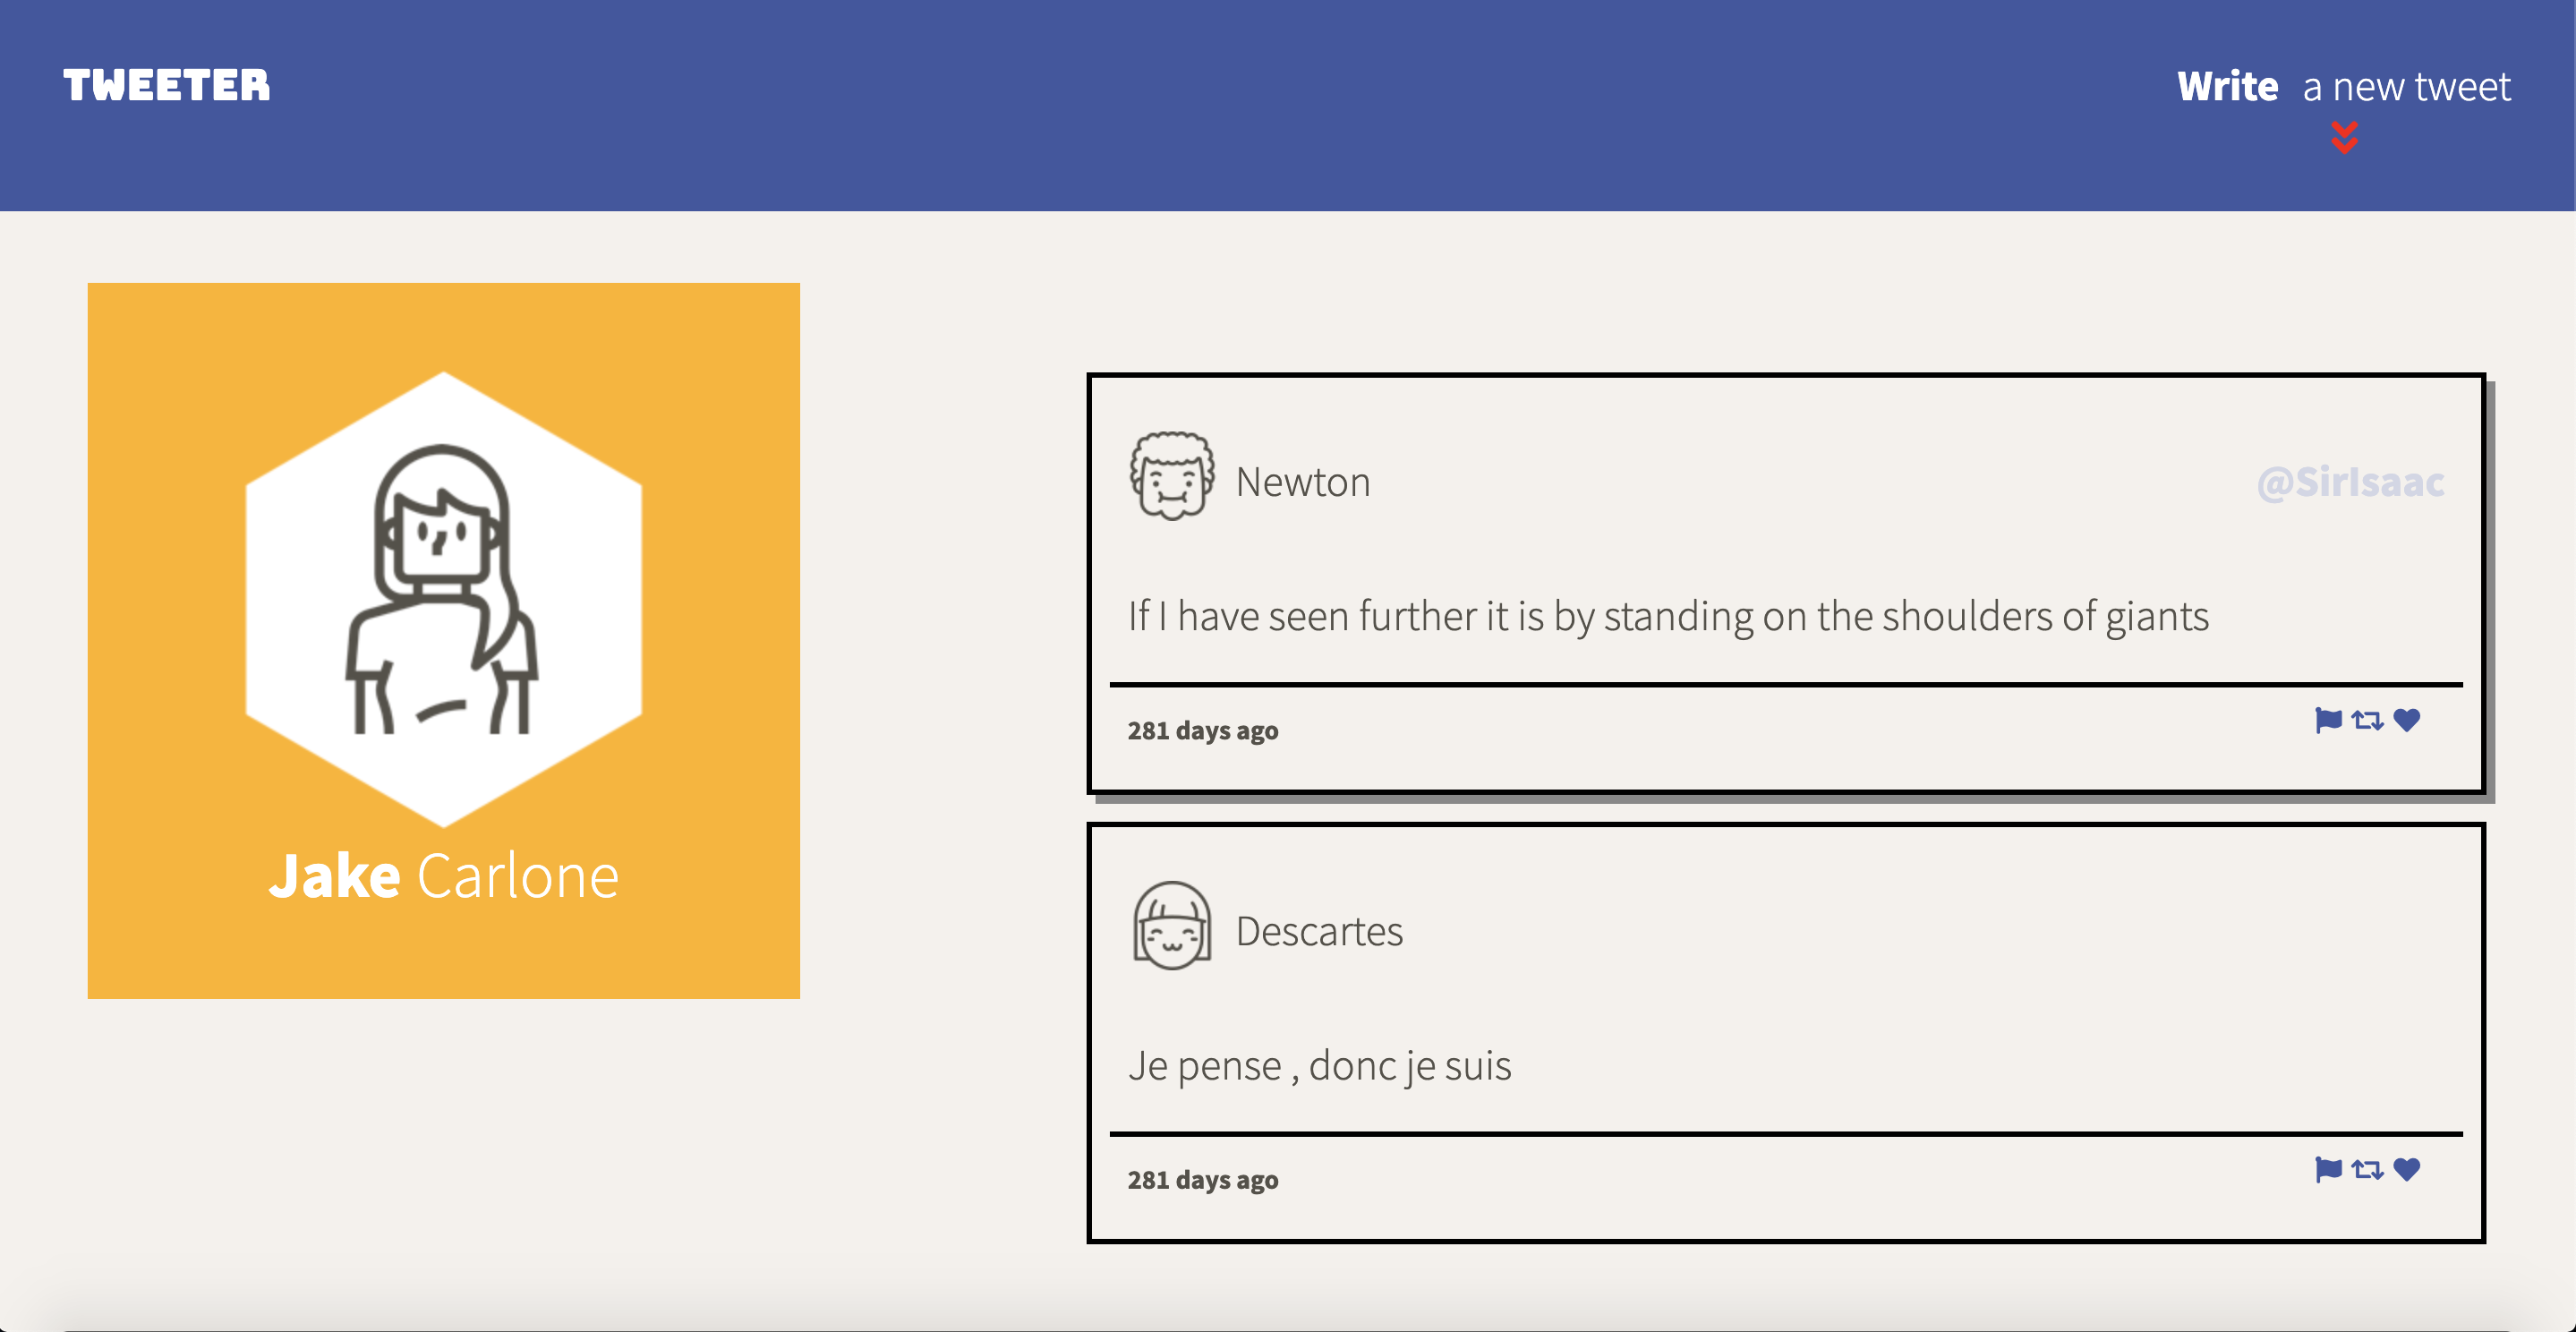 TWEETER
Write a new tweet
Jake Carlone
Newton
@SirIsaac
If I have seen further it is by standing on the shoulders of giants
281 days ago
Descartes
Je pense , donc je suis
281 days ago